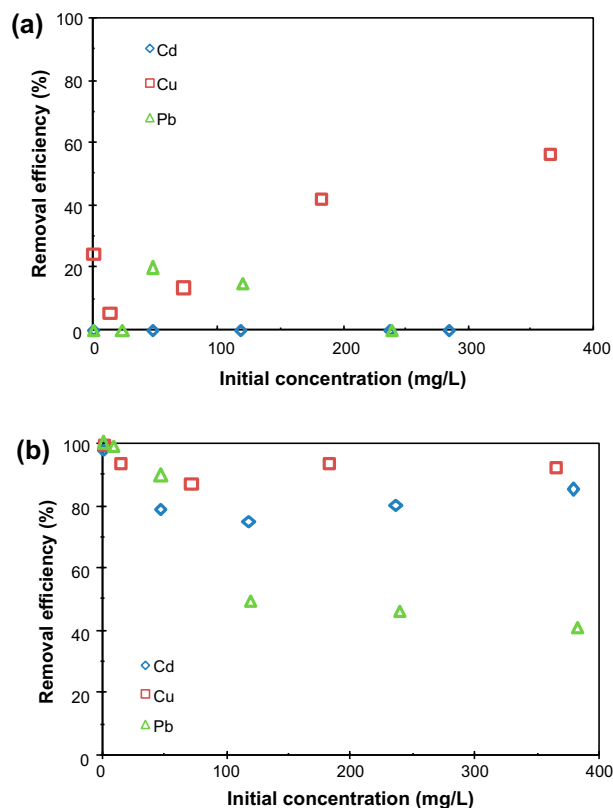 (a)
100
80
60
40
20
0
Removal efficiency (%)
Cd
Cu
Pb
0 100 200 300 400
Initial concentration (mg/L)
(b)
100
80
60
40
20
0
Removal efficiency (%)
Cd
Cu
Pb
0 100 200 300 400
Initial concentration (mg/L)